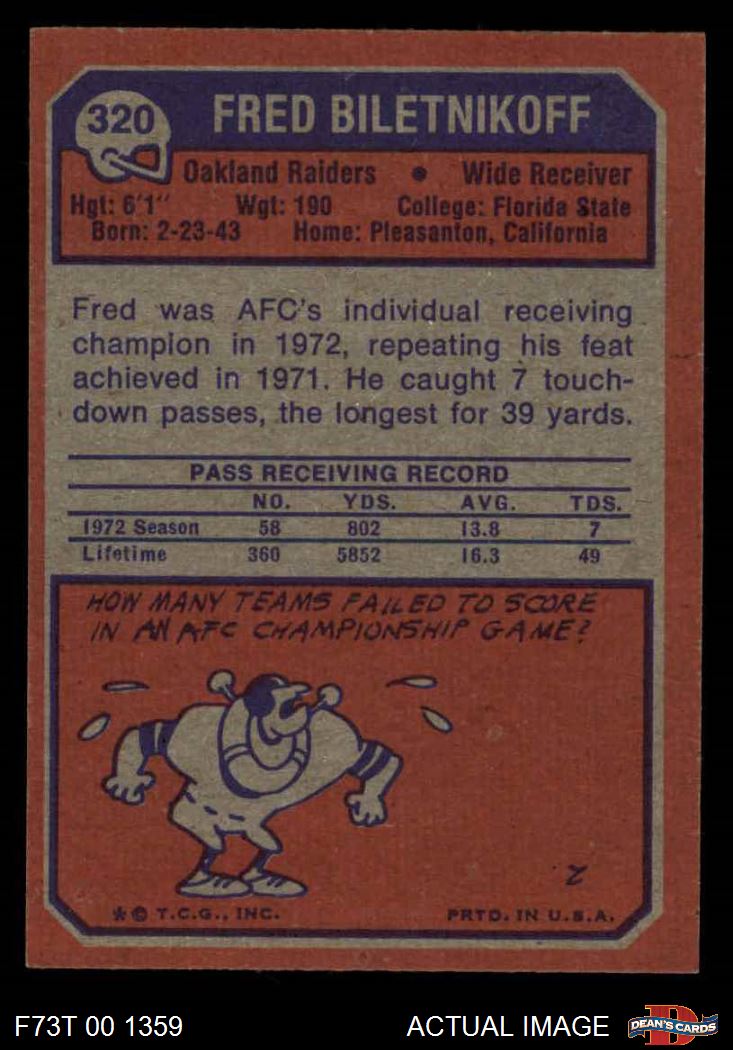 320
FRED BILETNIKOFF
Oakland Raiders • Wide Receiver
Hgt: 6'1" Wgt: 190 College: Florida State
Born: 2-23-43 Home: Pleasanton, California
Fred was AFC's individual receiving
champion in 1972, repeating his feat
achieved in 1971. He caught 7 touch-
down passes, the longest for 39 yards.
PASS RECEIVING RECORD
NO. YDS. AVG. TDS.
1972 Season 58 802 13.8 7
Lifetime 360 5852 16.3 49
HOW MANY TEAMS FAILED TO SCORE
IN AN AFC CHAMPIONSHIP GAME?
2
*© T.C.G., INC. PRTD. IN U.S.A.
F73T 00 1359 ACTUAL IMAGE D DEAN'S CARDS